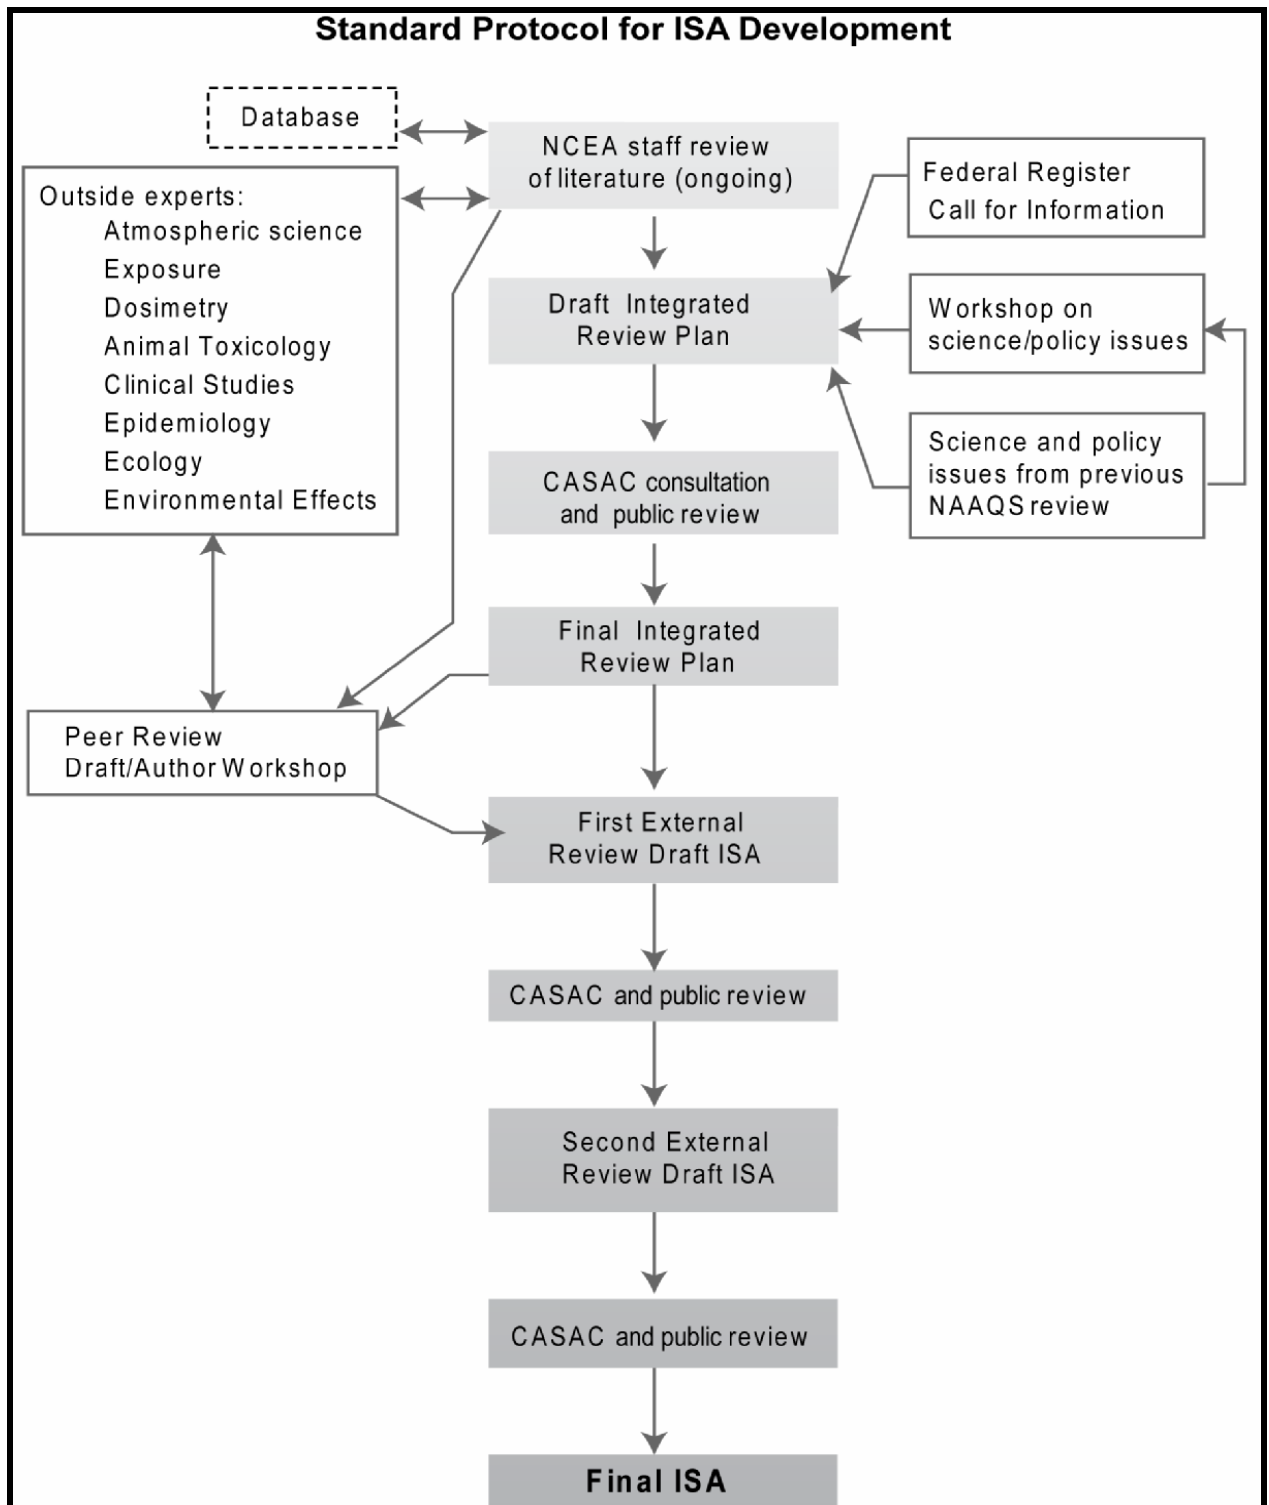 Standard Protocol for ISA Development
Database
NCEA staff review
of literature (ongoing)
Outside experts:
Atmospheric science
Exposure
Dosimetry
Animal Toxicology
Clinical Studies
Epidemiology
Ecology
Environmental Effects
Federal Register
Call for Information
Draft Integrated
Review Plan
Workshop on
science/policy issues
Science and policy
issues from previous
NAAQS review
CASAC consultation
and public review
Final Integrated
Review Plan
Peer Review
Draft/Author Workshop
First External
Review Draft ISA
CASAC and public review
Second External
Review Draft ISA
CASAC and public review
Final ISA